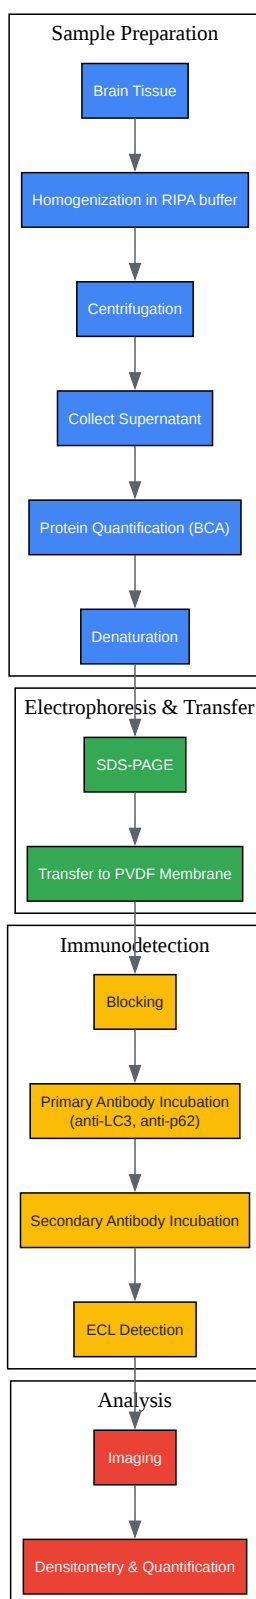 Sample Preparation
Brain Tissue
Homogenization in RIPA buffer
Centrifugation
Collect Supernatant
Protein Quantification (BCA)
Denaturation
Electrophoresis & Transfer
SDS-PAGE
Transfer to PVDF Membrane
Immunodetection
Blocking
Primary Antibody Incubation
(anti-LC3, anti-p62)
Secondary Antibody Incubation
ECL Detection
Analysis
Imaging
Densitometry & Quantification